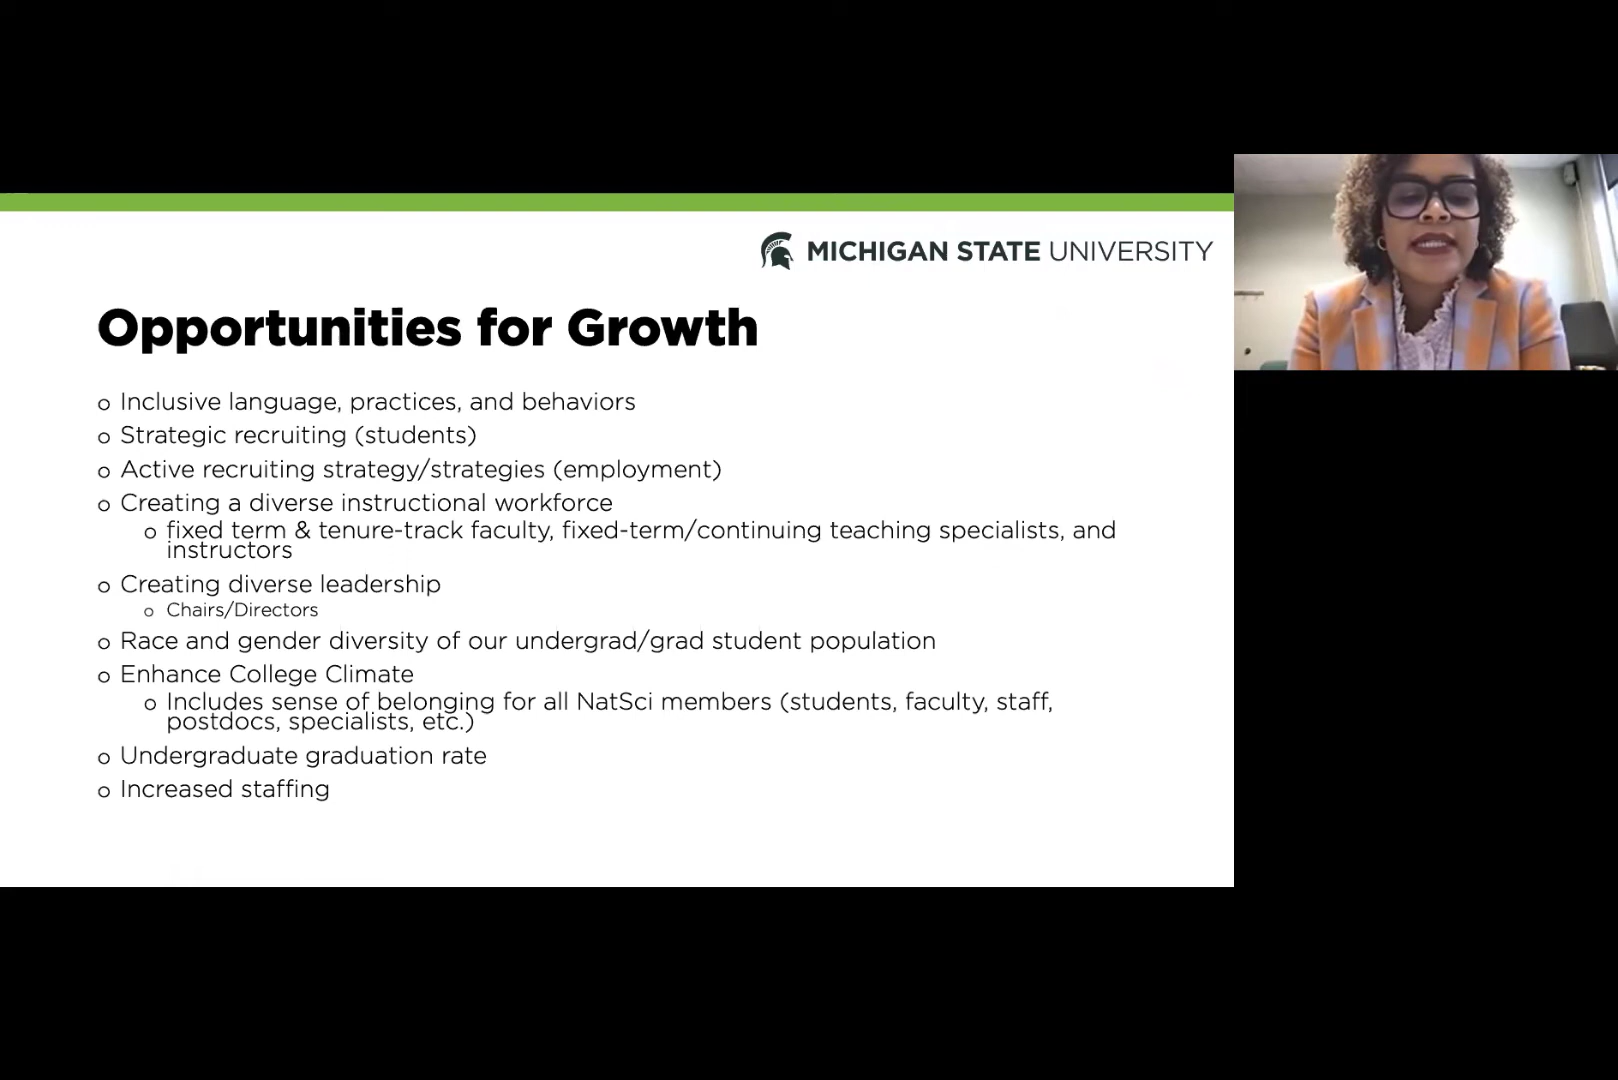 MICHIGAN STATE UNIVERSITY
Opportunities for Growth
o Inclusive language, practices, and behaviors
o Strategic recruiting (students)
o Active recruiting strategy/strategies (employment)
o Creating a diverse instructional workforce
o fixed term & tenure-track faculty, fixed-term/continuing teaching specialists, and
instructors
o Creating diverse leadership
o Chairs/Directors
o Race and gender diversity of our undergrad/grad student population
o Enhance College Climate
o Includes sense of belonging for all NatSci members (students, faculty, staff,
postdocs, specialists, etc.)
o Undergraduate graduation rate
o Increased staffing